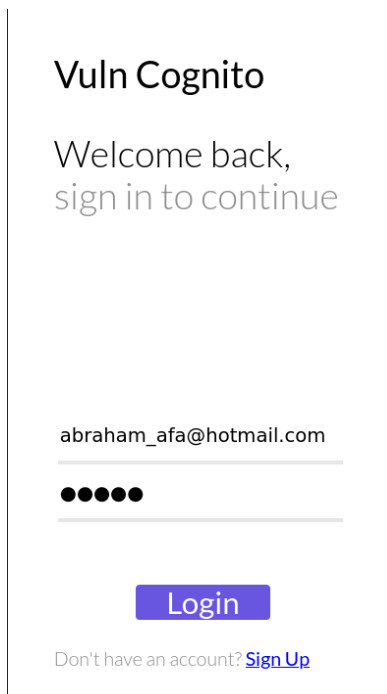 Vuln Cognito
Welcome back,
sign in to continue
abraham_afa@hotmail.com
●●●●●
Login
Don't have an account? Sign Up